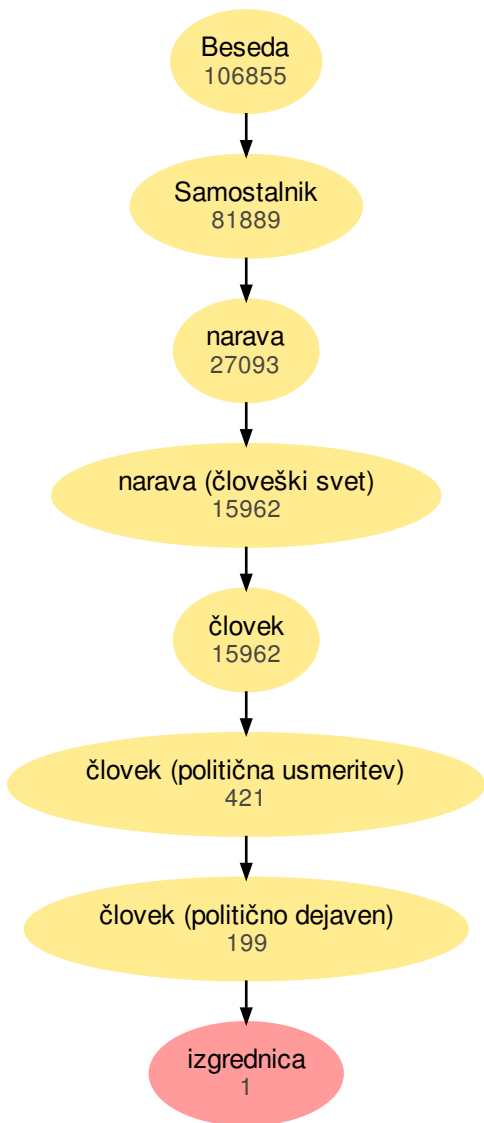 Beseda
106855
Samostalnik
81889
narava
27093
narava (človeški svet)
15962
človek
15962
človek (politična usmeritev)
421
človek (politično dejaven)
199
izgrednica
1